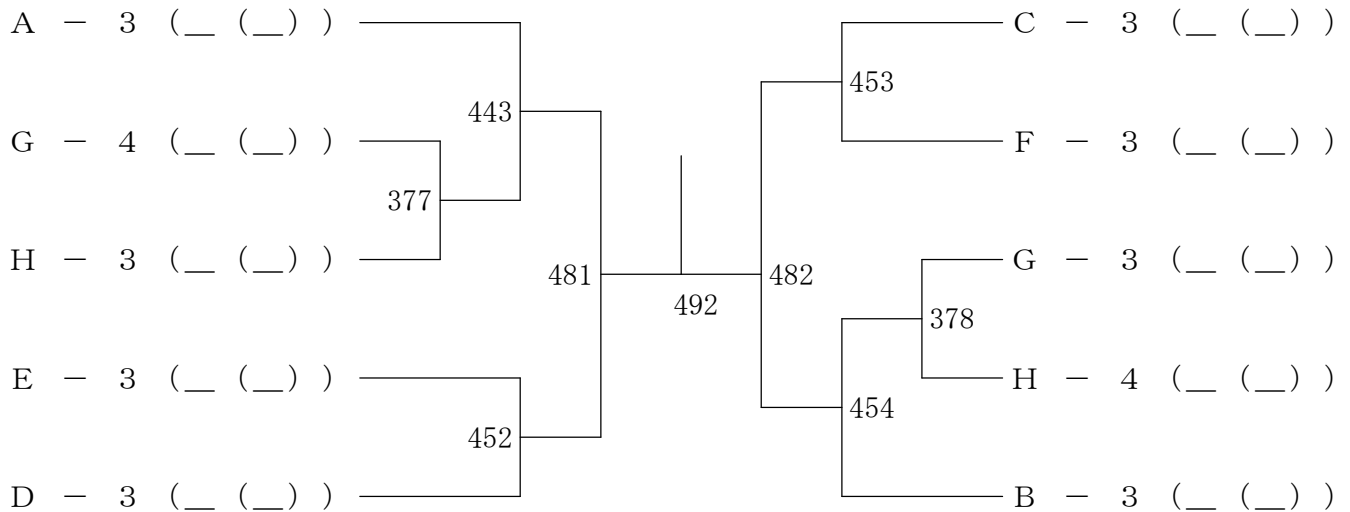 A － 3 (＿ (＿) )
G － 4 (＿ (＿) )
H － 3 (＿ (＿) )
E － 3 (＿ (＿) )
D － 3 (＿ (＿) )
443
377
481
452
492
482
453
378
454
C － 3 (＿ (＿) )
F － 3 (＿ (＿) )
G － 3 (＿ (＿) )
H － 4 (＿ (＿) )
B － 3 (＿ (＿) )